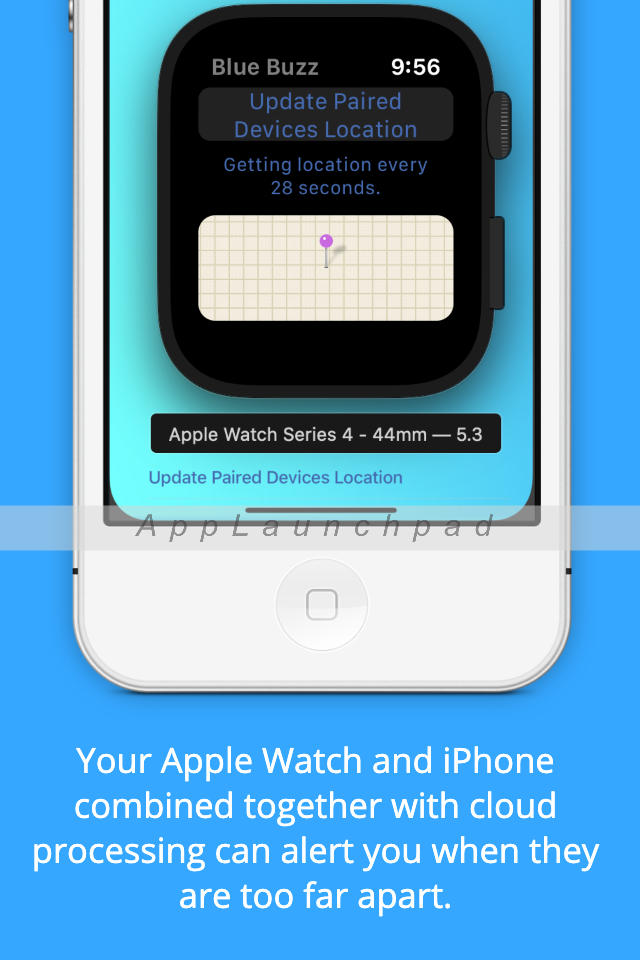 Blue Buzz 9:56
Update Paired
Devices Location
Getting location every
28 seconds.
Apple Watch Series 4 - 44mm — 5.3
Update Paired Devices Location
AppLaunchpad
Your Apple Watch and iPhone
combined together with cloud
processing can alert you when they
are too far apart.